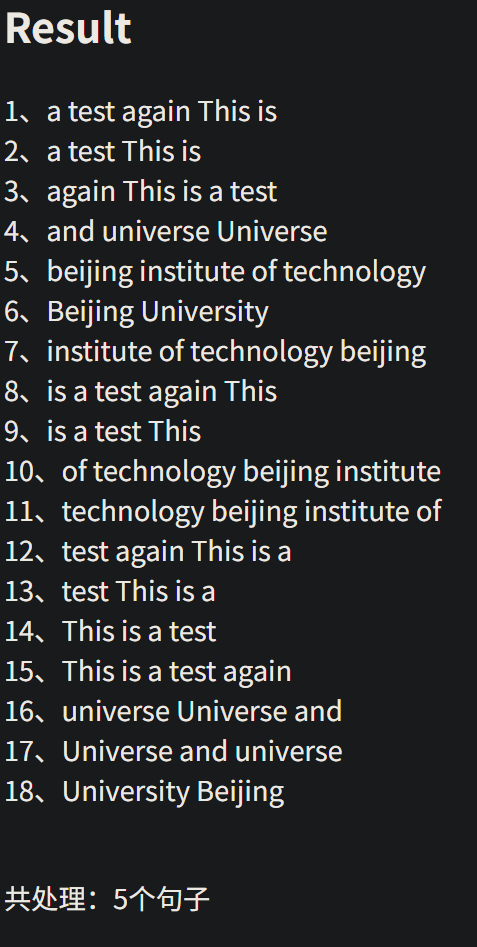 Result
1、a test again This is
2、a test This is
3、again This is a test
4、and universe Universe
5、beijing institute of technology
6、Beijing University
7、institute of technology beijing
8、is a test again This
9、is a test This
10、of technology beijing institute
11、technology beijing institute of
12、test again This is a
13、test This is a
14、This is a test
15、This is a test again
16、universe Universe and
17、Universe and universe
18、University Beijing
共处理：5个句子